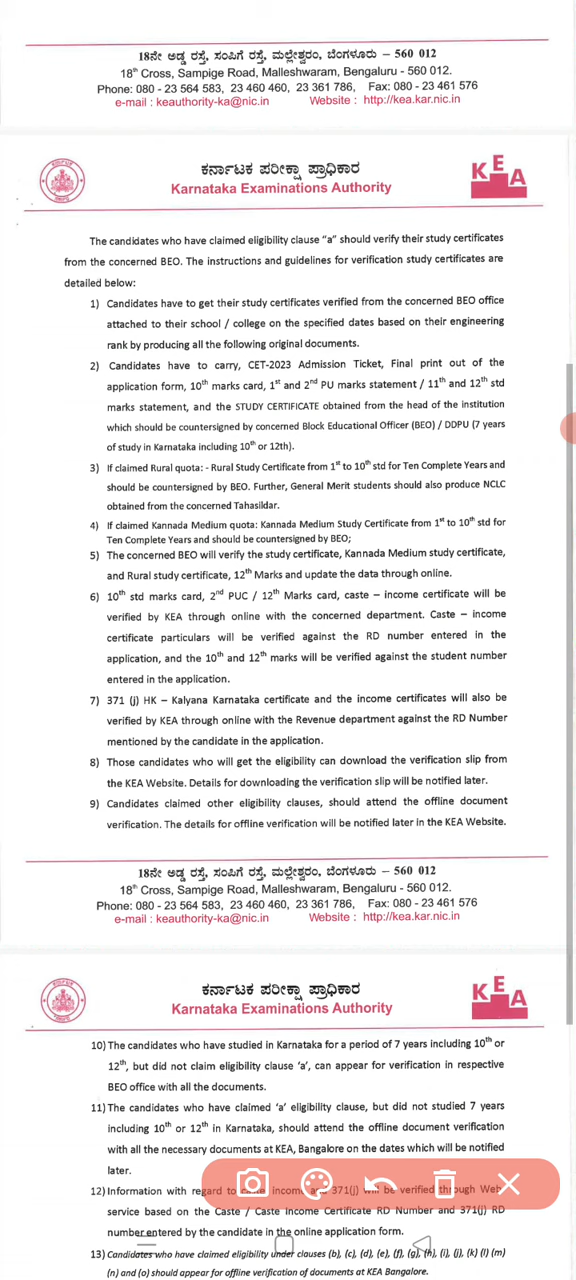 18ನೇ ಅಡ್ಡ ರಸ್ತೆ, ಸಂಪಿಗೆ ರಸ್ತೆ, ಮಲ್ಲೇಶ್ವರಂ, ಬೆಂಗಳೂರು – 560 012
18th Cross, Sampige Road, Malleshwaram, Bengaluru - 560 012.
Phone: 080 - 23 564 583, 23 460 460, 23 361 786, Fax: 080 - 23 461 576
e-mail : keauthority-ka@nic.in Website : http://kea.kar.nic.in
ಕರ್ನಾಟಕ ಪರೀಕ್ಷಾ ಪ್ರಾಧಿಕಾರ
Karnataka Examinations Authority
KEA
The candidates who have claimed eligibility clause “a” should verify their study certificates
from the concerned BEO. The instructions and guidelines for verification study certificates are
detailed below:
1) Candidates have to get their study certificates verified from the concerned BEO office
attached to their school / college on the specified dates based on their engineering
rank by producing all the following original documents.
2) Candidates have to carry, CET-2023 Admission Ticket, Final print out of the
application form, 10th marks card, 1st and 2nd PU marks statement / 11th and 12th std
marks statement, and the STUDY CERTIFICATE obtained from the head of the institution
which should be countersigned by concerned Block Educational Officer (BEO) / DDPU (7 years
of study in Karnataka including 10th or 12th).
3) If claimed Rural quota: - Rural Study Certificate from 1st to 10th std for Ten Complete Years and
should be countersigned by BEO. Further, General Merit students should also produce NCLC
obtained from the concerned Tahasildar.
4) If claimed Kannada Medium quota: Kannada Medium Study Certificate from 1st to 10th std for
Ten Complete Years and should be countersigned by BEO;
5) The concerned BEO will verify the study certificate, Kannada Medium study certificate,
and Rural study certificate, 12th Marks and update the data through online.
6) 10th std marks card, 2nd PUC / 12th Marks card, caste – income certificate will be
verified by KEA through online with the concerned department. Caste – income
certificate particulars will be verified against the RD number entered in the
application, and the 10th and 12th marks will be verified against the student number
entered in the application.
7) 371 (j) HK – Kalyana Karnataka certificate and the income certificates will also be
verified by KEA through online with the Revenue department against the RD Number
mentioned by the candidate in the application.
8) Those candidates who will get the eligibility can download the verification slip from
the KEA Website. Details for downloading the verification slip will be notified later.
9) Candidates claimed other eligibility clauses, should attend the offline document
verification. The details for offline verification will be notified later in the KEA Website.
18ನೇ ಅಡ್ಡ ರಸ್ತೆ, ಸಂಪಿಗೆ ರಸ್ತೆ, ಮಲ್ಲೇಶ್ವರಂ, ಬೆಂಗಳೂರು – 560 012
18th Cross, Sampige Road, Malleshwaram, Bengaluru - 560 012.
Phone: 080 - 23 564 583, 23 460 460, 23 361 786, Fax: 080 - 23 461 576
e-mail : keauthority-ka@nic.in Website : http://kea.kar.nic.in
ಕರ್ನಾಟಕ ಪರೀಕ್ಷಾ ಪ್ರಾಧಿಕಾರ
Karnataka Examinations Authority
KEA
10) The candidates who have studied in Karnataka for a period of 7 years including 10th or
12th, but did not claim eligibility clause ‘a’, can appear for verification in respective
BEO office with all the documents.
11) The candidates who have claimed ‘a’ eligibility clause, but did not studied 7 years
including 10th or 12th in Karnataka, should attend the offline document verification
with all the necessary documents at KEA, Bangalore on the dates which will be notified
later.
12) Information with regard to income and 371(j) will be verified through Web
service based on the Caste / Caste Income Certificate RD Number and 371(j) RD
number entered by the candidate in the online application form.
13) Candidates who have claimed eligibility under clauses (b), (c), (d), (e), (f), (g), (h), (i), (j), (k) (l) (m)
(n) and (o) should appear for offline verification of documents at KEA Bangalore.